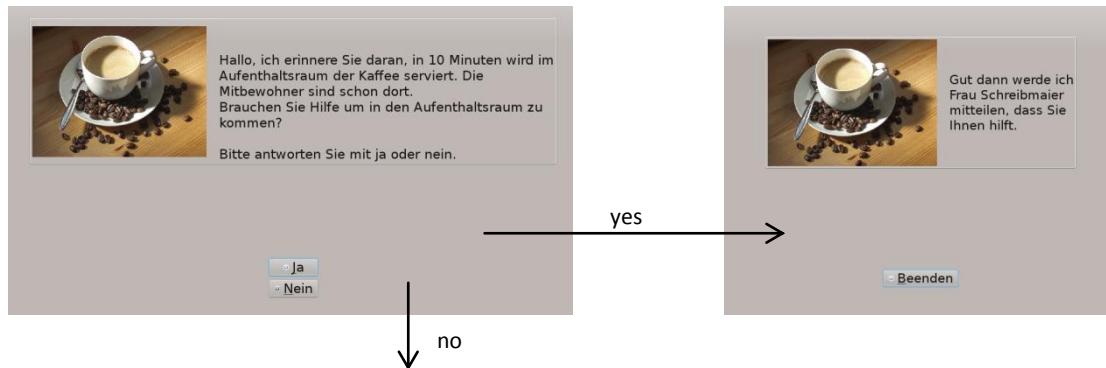 Hallo, ich erinnere Sie daran, in 10 Minuten wird im
Aufenthaltsraum der Kaffee serviert. Die
Mitbewohner sind schon dort.
Brauchen Sie Hilfe um in den Aufenthaltsraum zu
kommen?
Bitte antworten Sie mit ja oder nein.
Ja
Nein
yes
no
Gut dann werde ich
Frau Schreibmaier
mitteilen, dass Sie
Ihnen hilft.
Beenden